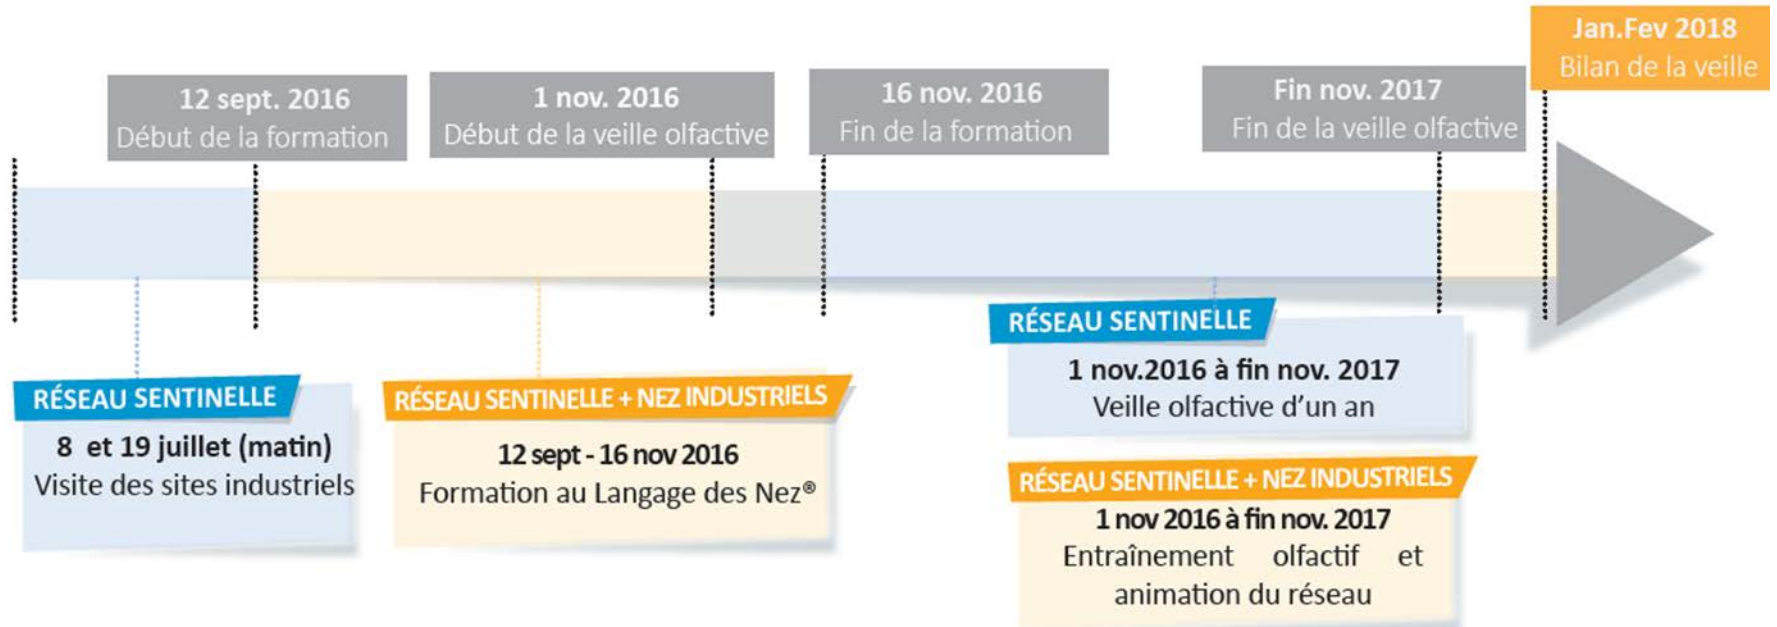 Jan.Fev 2018
Bilan de la veille
12 sept. 2016
Début de la formation
1 nov. 2016
Début de la veille olfactive
16 nov. 2016
Fin de la formation
Fin nov. 2017
Fin de la veille olfactive
RÉSEAU SENTINELLE
8 et 19 juillet (matin)
Visite des sites industriels
RÉSEAU SENTINELLE + NEZ INDUSTRIELS
12 sept - 16 nov 2016
Formation au Langage des Nez®
RÉSEAU SENTINELLE
1 nov.2016 à fin nov. 2017
Veille olfactive d'un an
RÉSEAU SENTINELLE + NEZ INDUSTRIELS
1 nov 2016 à fin nov. 2017
Entraînement olfactif et
animation du réseau